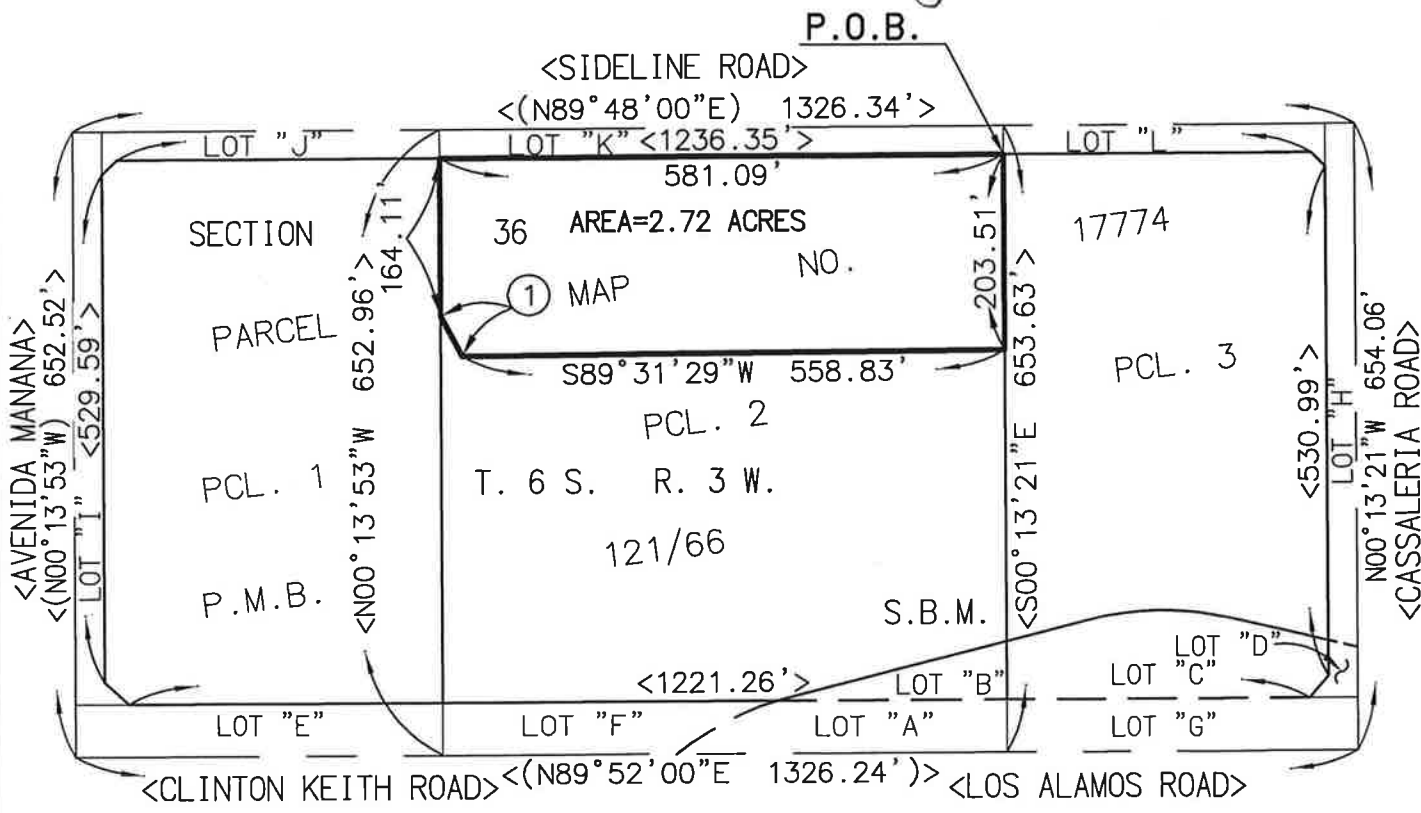 P.O.B.
<SIDELINE ROAD>
<(N89°48'00"E) 1326.34'>
LOT "J"
LOT "K" <1236.35'>
LOT "L"
581.09'
SECTION
36
AREA=2.72 ACRES
17774
NO.
1
MAP
PARCEL
164.11'
203.51'
S89°31'29"W 558.83'
PCL. 3
PCL. 2
PCL. 1
T. 6 S. R. 3 W.
121/66
P.M.B.
S.B.M.
<AVENIDA MANANA>
<(N00°13'53"W) 652.52'>
LOT "I" <529.59'>
<N00°13'53"W 652.96'>
<S00°13'21"E 653.63'>
<530.99'>
LOT "H"
N00°13'21"W 654.06'
<CASSALERIA ROAD>
LOT "D"
LOT "C"
<1221.26'>
LOT "B"
LOT "E"
LOT "F"
LOT "A"
LOT "G"
<CLINTON KEITH ROAD>
<(N89°52'00"E 1326.24')>
<LOS ALAMOS ROAD>